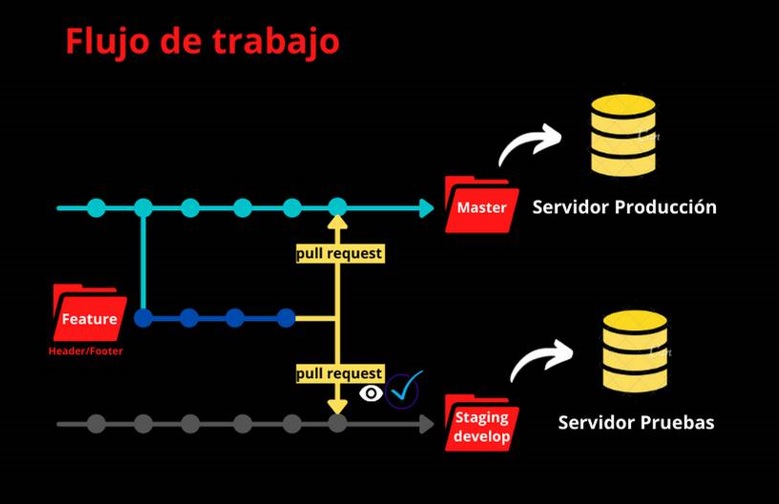 Flujo de trabajo
Master
Servidor Producción
pull request
Feature
Header/Footer
pull request
Staging
develop
Servidor Pruebas